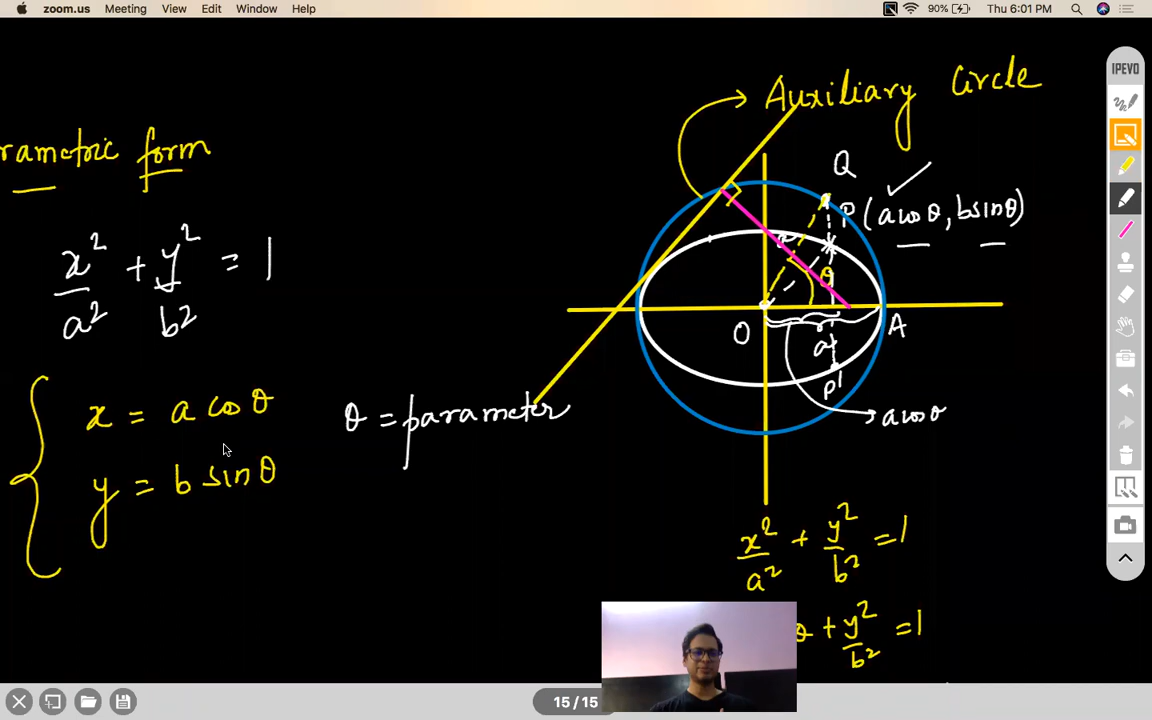 zoom.us Meeting View Edit Window Help
90% Thu 6:01 PM
IPEVO
rametric form
x²/a² + y²/b² = 1
x = a cos θ
y = b sin θ
θ = parameter
Auxiliary Circle
Q
P (a cos θ, b sin θ)
θ
O
a
A
P'
a cos θ
x²/a² + y²/b² = 1
θ + y²/b² = 1
15 / 15